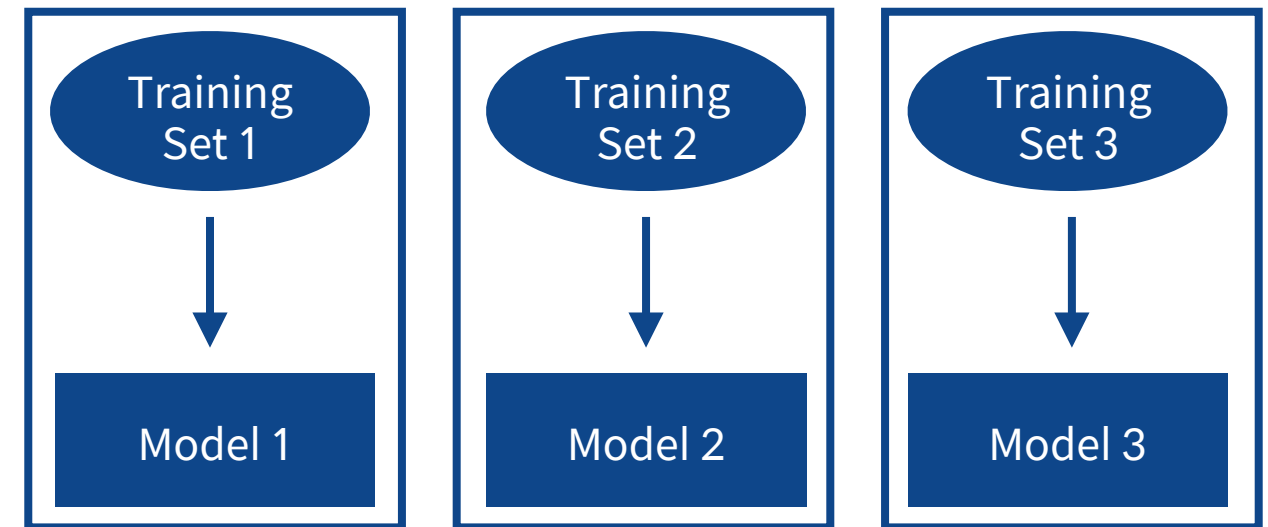 Training
Set 1
Training
Set 2
Training
Set 3
Model 1
Model 2
Model 3